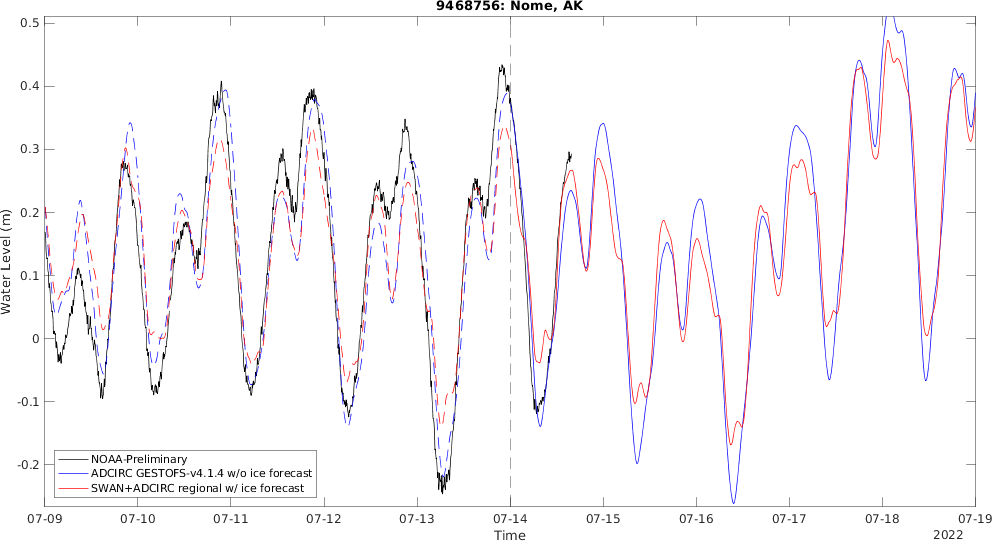 9468756: Nome, AK
Water Level (m)
0.5
0.4
0.3
0.2
0.1
0
-0.1
-0.2
NOAA-Preliminary
ADCIRC GESTOFS-v4.1.4 w/o ice forecast
SWAN+ADCIRC regional w/ ice forecast
07-09 07-10 07-11 07-12 07-13 07-14 07-15 07-16 07-17 07-18 07-19
Time
2022